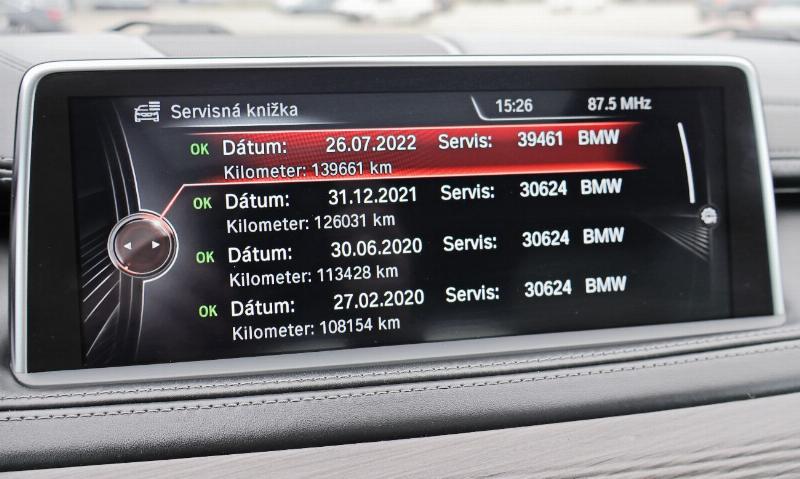 Servisná knižka 15:26 87.5 MHz
OK Dátum: 26.07.2022 Servis: 39461 BMW
Kilometer: 139661 km
OK Dátum: 31.12.2021 Servis: 30624 BMW
Kilometer: 126031 km
OK Dátum: 30.06.2020 Servis: 30624 BMW
Kilometer: 113428 km
OK Dátum: 27.02.2020 Servis: 30624 BMW
Kilometer: 108154 km